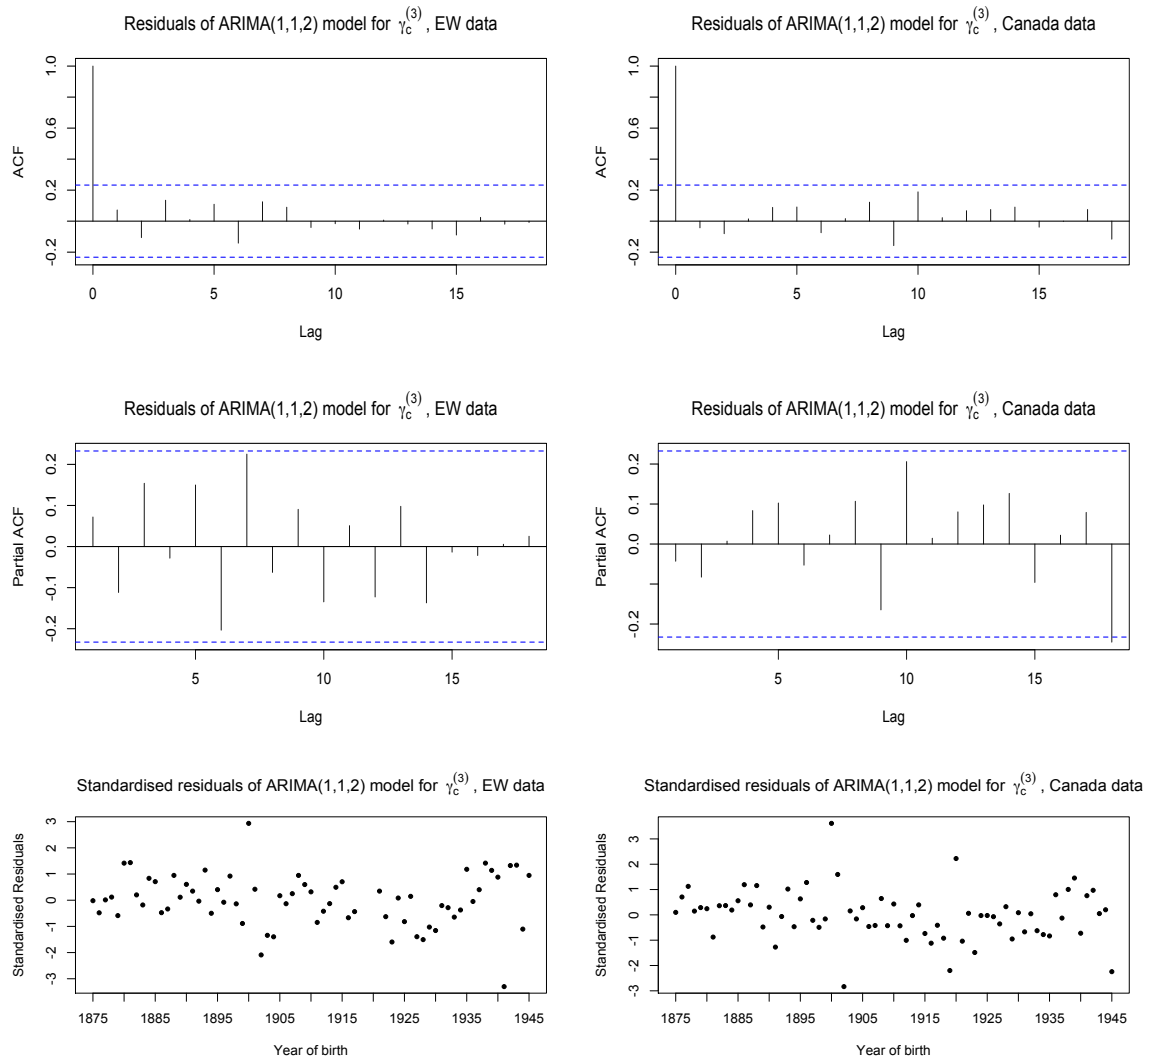 Residuals of ARIMA(1,1,2) model for γc(3) , EW data
ACF
1.0
0.6
0.2
-0.2
0 5 10 15
Lag
Residuals of ARIMA(1,1,2) model for γc(3) , Canada data
ACF
1.0
0.6
0.2
-0.2
0 5 10 15
Lag
Residuals of ARIMA(1,1,2) model for γc(3) , EW data
Partial ACF
0.2
0.1
0.0
-0.1
-0.2
5 10 15
Lag
Residuals of ARIMA(1,1,2) model for γc(3) , Canada data
Partial ACF
0.2
0.0
-0.2
5 10 15
Lag
Standardised residuals of ARIMA(1,1,2) model for γc(3) , EW data
Standardised Residuals
3
2
1
0
-1
-2
-3
1875 1885 1895 1905 1915 1925 1935 1945
Year of birth
Standardised residuals of ARIMA(1,1,2) model for γc(3) , Canada data
Standardised Residuals
3
2
1
0
-1
-2
-3
1875 1885 1895 1905 1915 1925 1935 1945
Year of birth